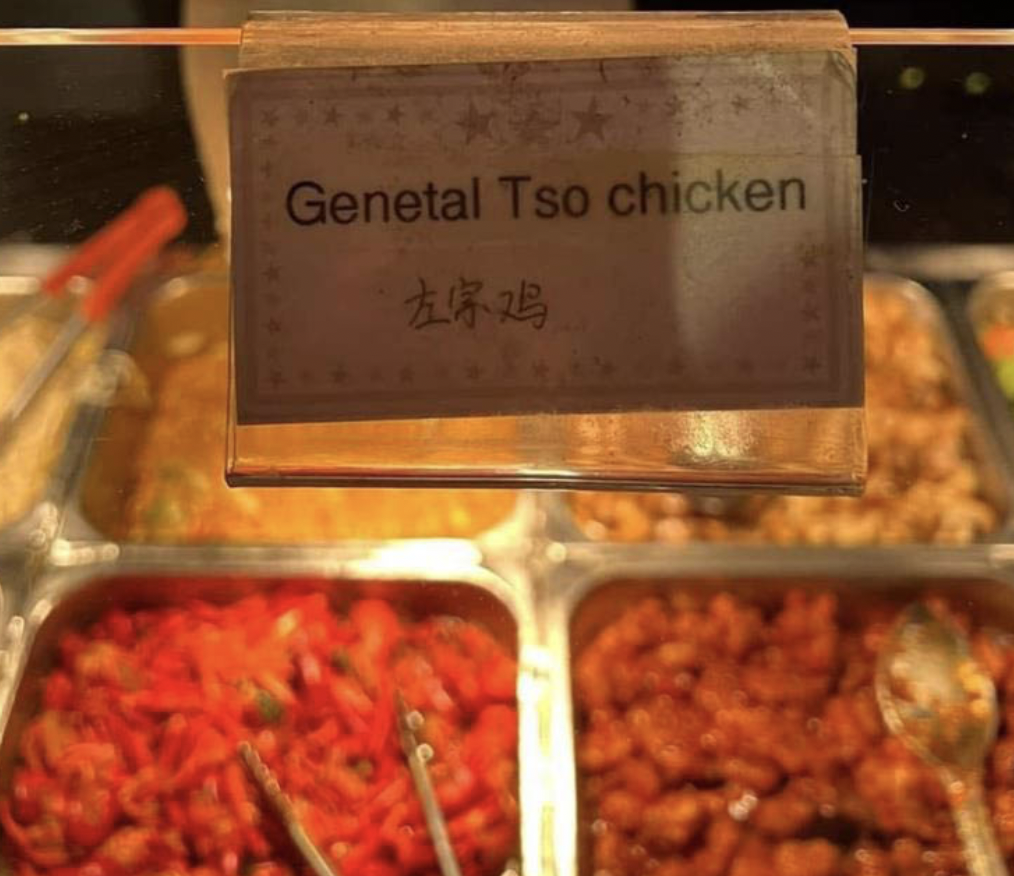 Genetal Tso chicken
左宗鸡